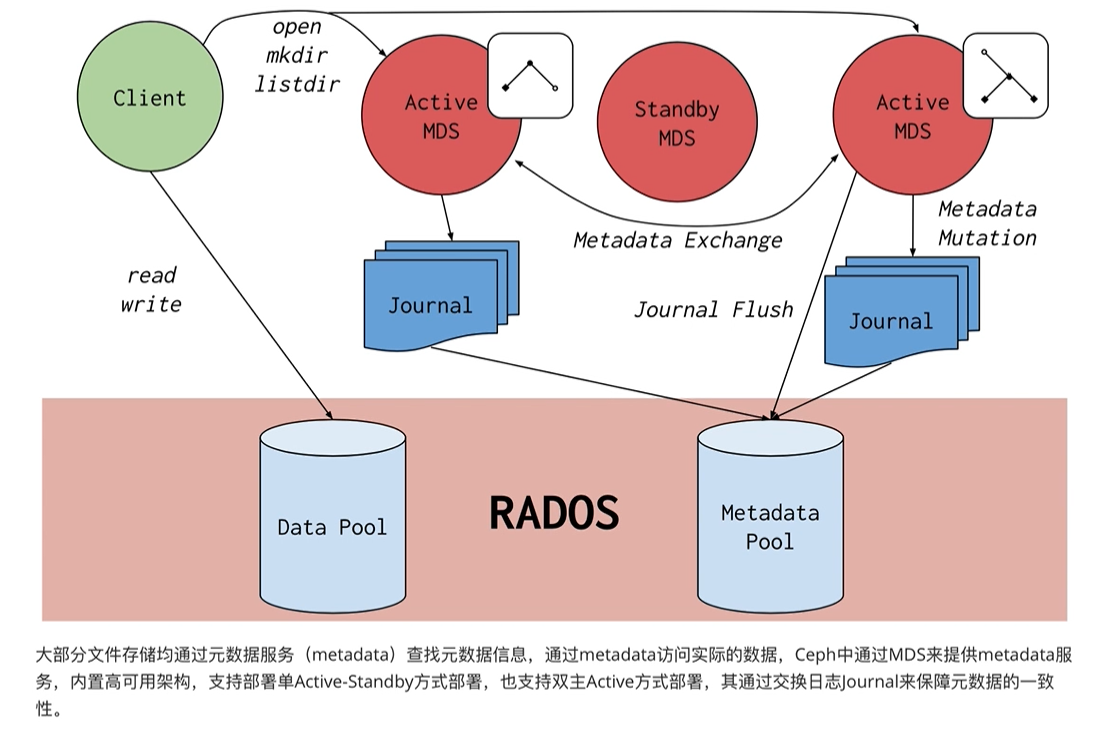 open
mkdir
listdir
Client
Active
MDS
Standby
MDS
Active
MDS
Metadata
Mutation
Metadata Exchange
read
write
Journal
Journal Flush
Journal
Data Pool
RADOS
Metadata
Pool
大部分文件存储均通过元数据服务（metadata）查找元数据信息，通过metadata访问实际的数据，Ceph中通过MDS来提供metadata服
务，内置高可用架构，支持部署单Active-Standby方式部署，也支持双主Active方式部署，其通过交换日志Journal来保障元数据的一致
性。